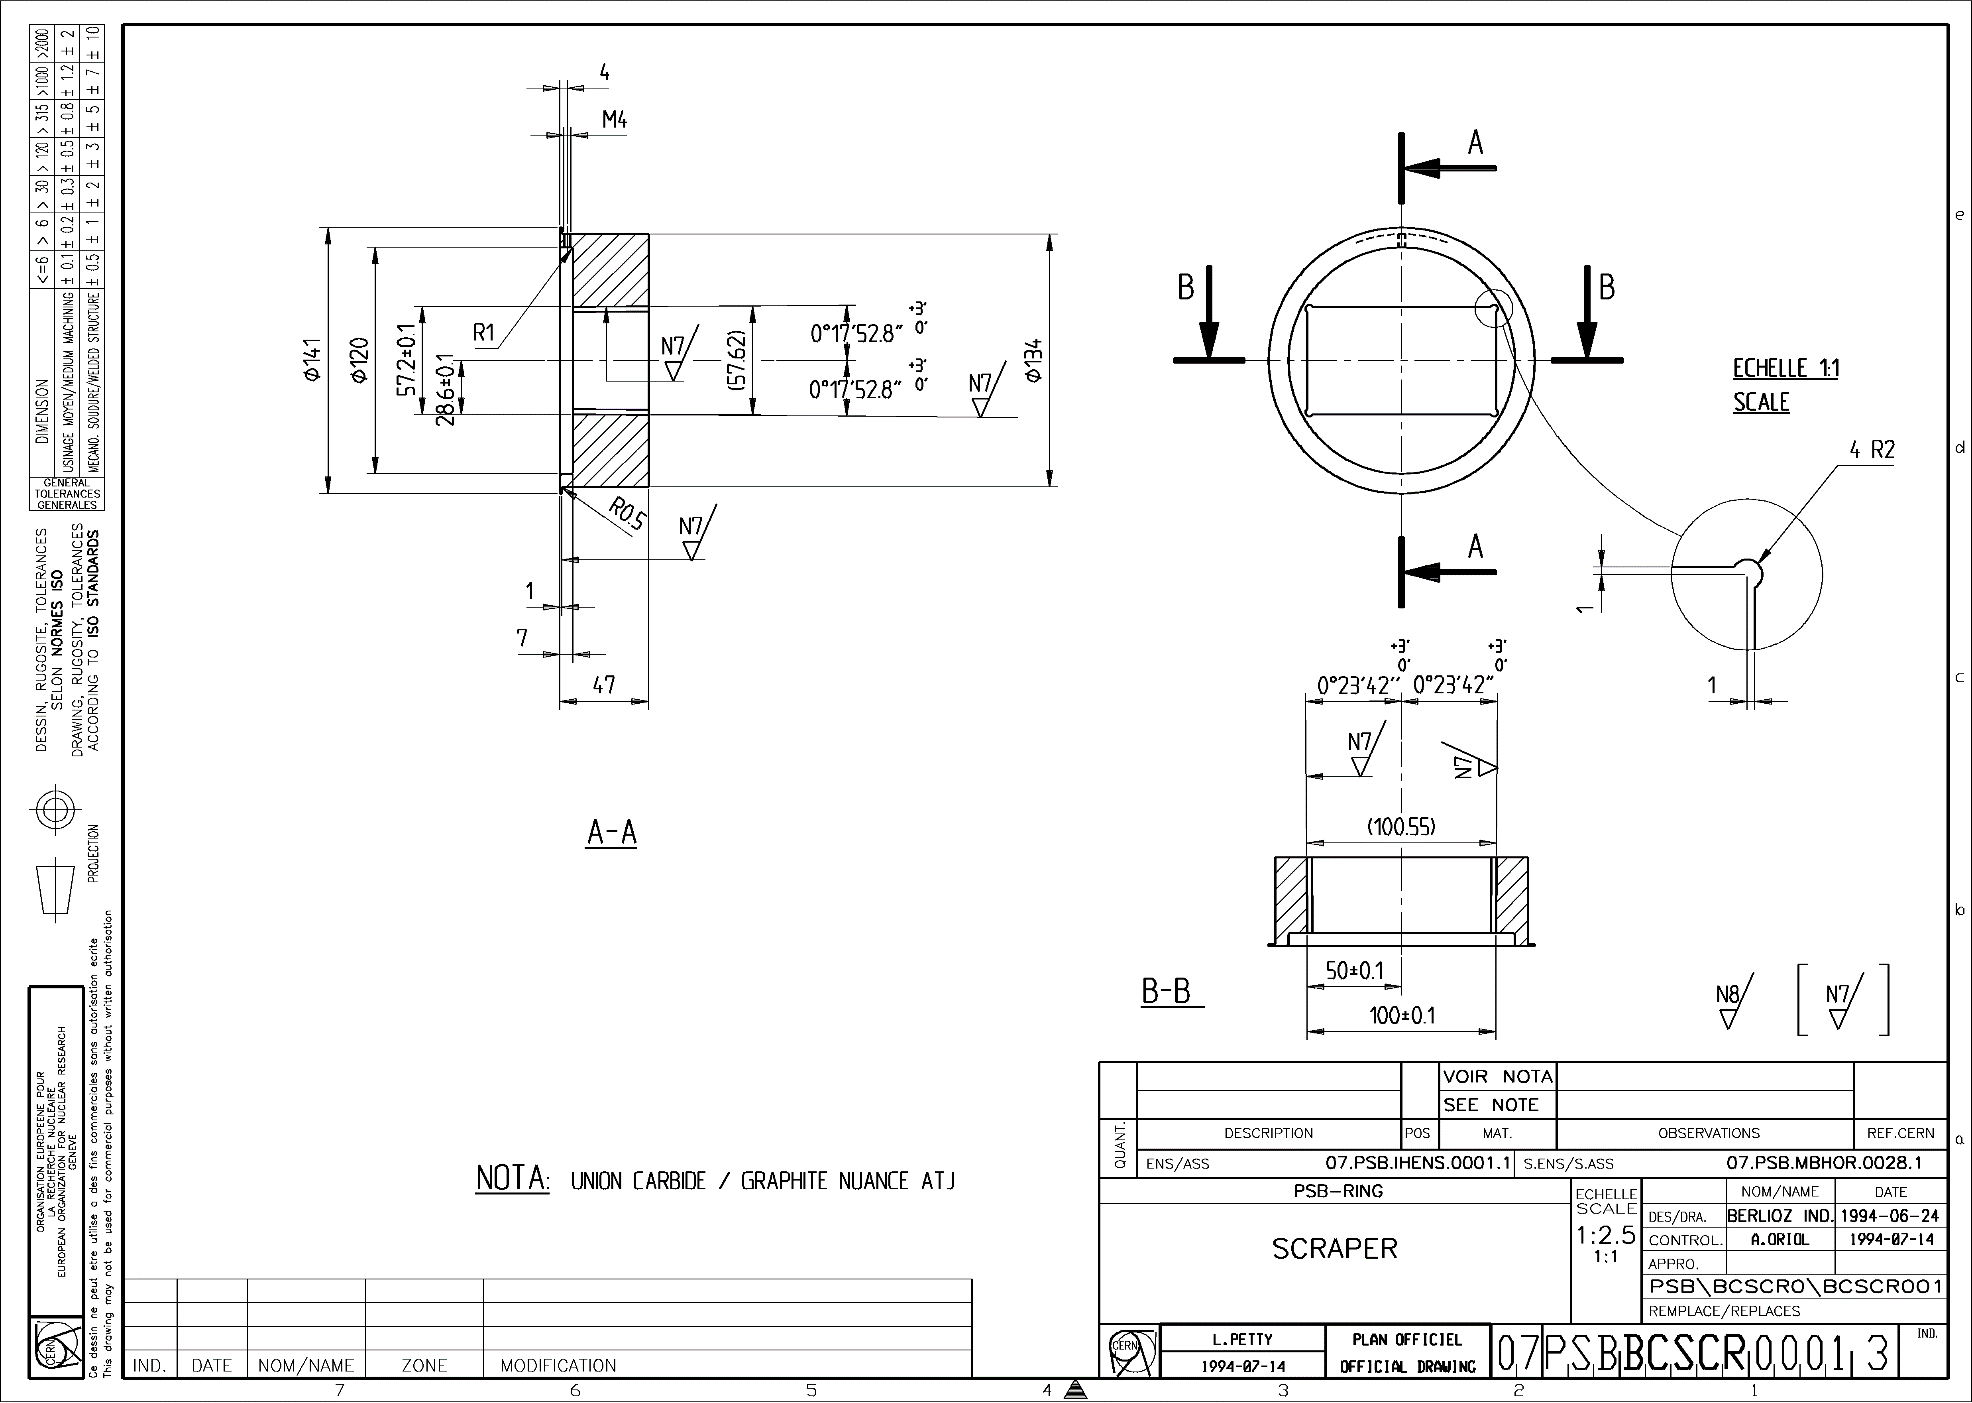 DIMENSION <=6 > 6 > 30 > 120 > 315 >1000 >2000
USINAGE MOYEN/MEDIUM MACHINING ± 0.1 ± 0.2 ± 0.3 ± 0.5 ± 0.8 ± 1.2 ± 2
MECANO. SOUDURE/WELDED STRUCTURE ± 0.5 ± 1 ± 2 ± 3 ± 5 ± 7 ± 10
GENERAL
TOLERANCES
GENERALES
DESSIN, RUGOSITE, TOLERANCES
SELON NORMES ISO
DRAWING, RUGOSITY, TOLERANCES
ACCORDING TO ISO STANDARDS
PROJECTION
Ce dessin ne peut etre utilise a des fins commerciales sans autorisation ecrite
This drawing may not be used for commercial purposes without written authorisation
ORGANISATION EUROPEENE POUR
LA RECHERCHE NUCLEAIRE
EUROPEAN ORGANIZATION FOR NUCLEAR RESEARCH
GENEVE
CERN
4
M4
R1
Φ141
Φ120
57.2±0.1
28.6±0.1
N7
(57.62)
+3'
0°17'52.8" 0'
+3'
0°17'52.8" 0'
N7
Φ134
R0.5
N7
1
7
47
A-A
A
B
B
A
ECHELLE 1:1
SCALE
4 R2
1
1
+3'
0'
0°23'42"
+3'
0'
0°23'42"
N7
N7
(100.55)
50±0.1
100±0.1
B-B
N8
N7
NOTA: UNION CARBIDE / GRAPHITE NUANCE ATJ
VOIR NOTA
SEE NOTE
QUANT.
DESCRIPTION POS MAT. OBSERVATIONS REF.CERN
ENS/ASS 07.PSB.IHENS.0001.1 S.ENS/S.ASS 07.PSB.MBHOR.0028.1
PSB-RING
SCRAPER
ECHELLE
SCALE
1:2.5
1:1
NOM/NAME DATE
DES/DRA. BERLIOZ IND. 1994-06-24
CONTROL. A.ORIOL 1994-07-14
APPRO.
PSB\BCSCR0\BCSCR001
REMPLACE/REPLACES
CERN
L.PETTY
1994-07-14
PLAN OFFICIEL
OFFICIAL DRAWING
07PSBBCSCR0001 3
IND.
IND. DATE NOM/NAME ZONE MODIFICATION
7 6 5 4 3 2 1
e
d
c
b
a